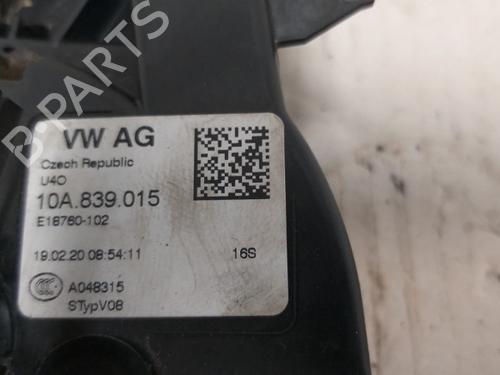 B-PARTS
VW AG
Czech Republic
U4O
10A.839.015
E18760-102
19.02.20 08:54:11 16S
CCC A048315
STypV08